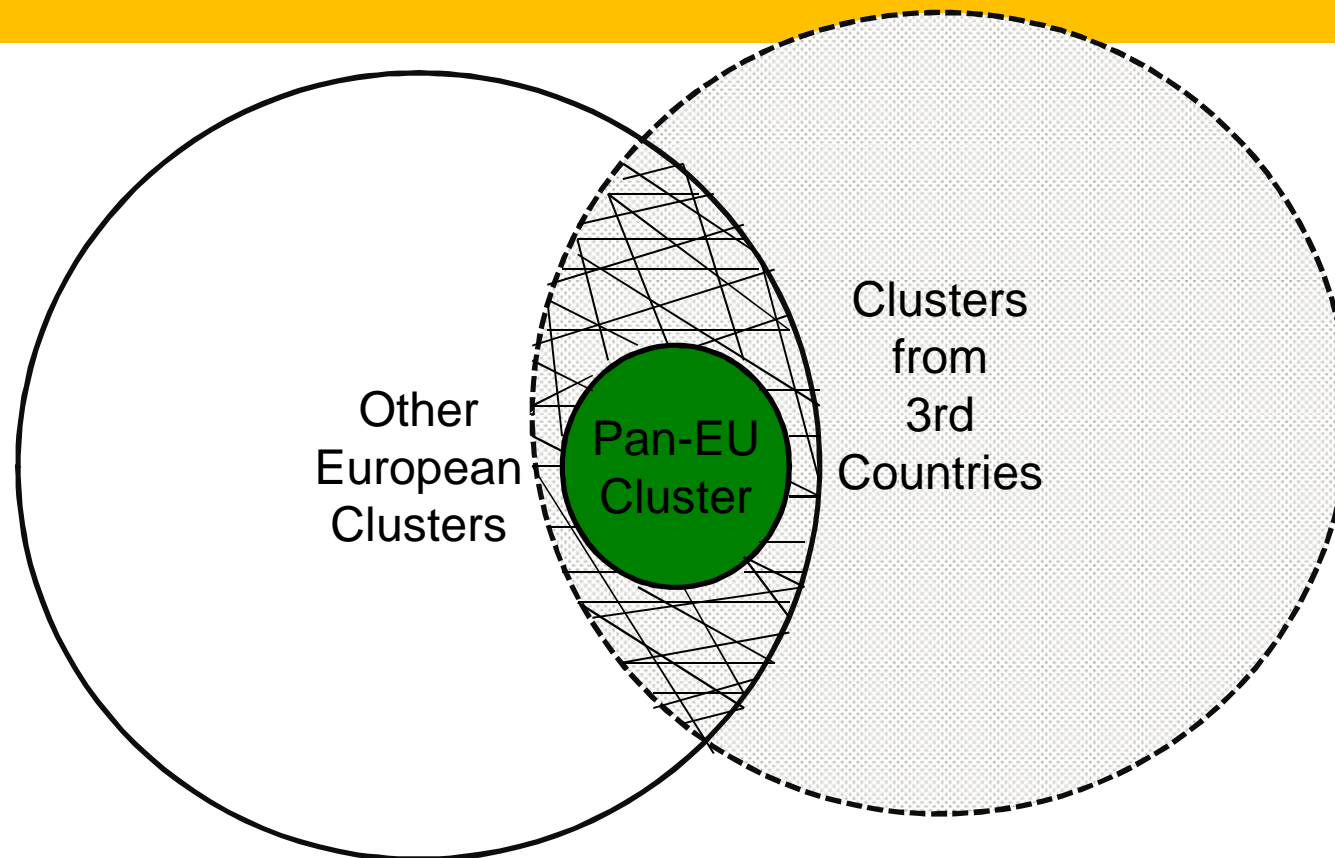 Other
European
Clusters
Pan-EU
Cluster
Clusters
from
3rd
Countries